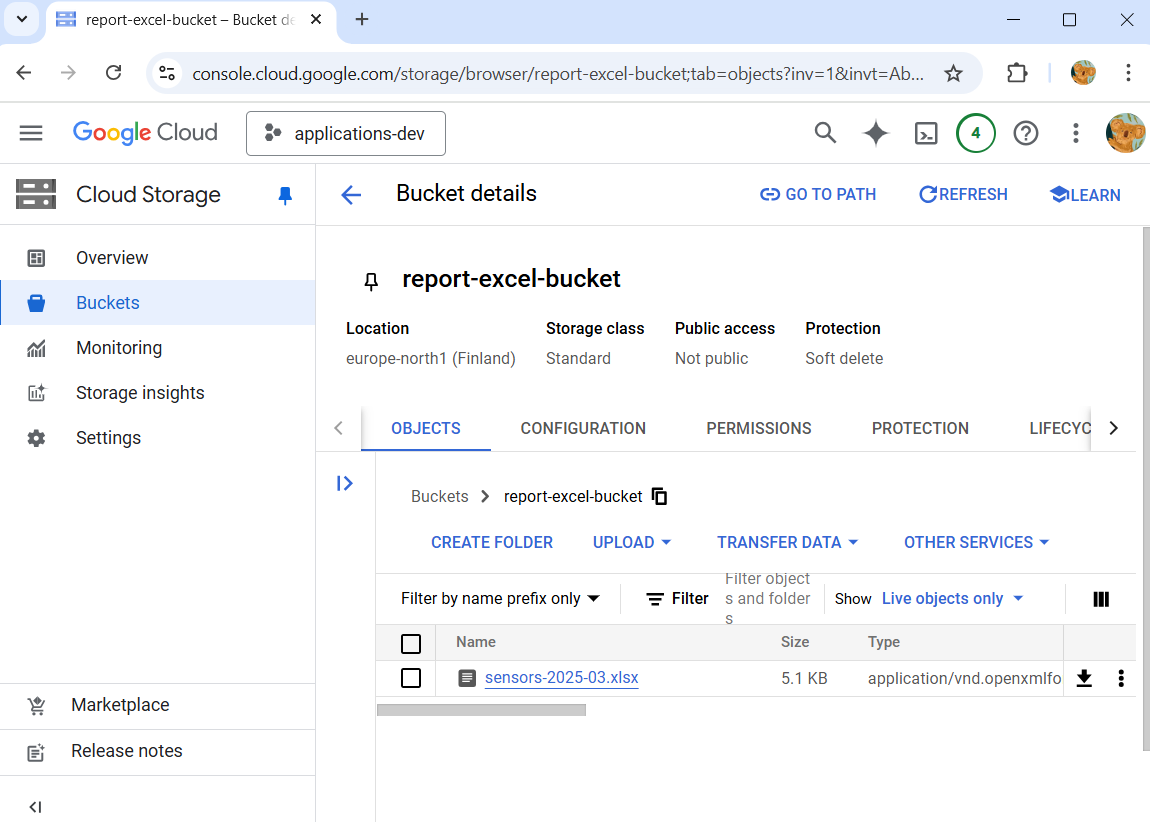 report-excel-bucket – Bucket de
console.cloud.google.com/storage/browser/report-excel-bucket;tab=objects?inv=1&invt=Ab...
Google Cloud
applications-dev
4
Cloud Storage
Bucket details
GO TO PATH
REFRESH
LEARN
Overview
Buckets
Monitoring
Storage insights
Settings
Marketplace
Release notes
report-excel-bucket
Location Storage class Public access Protection
europe-north1 (Finland) Standard Not public Soft delete
OBJECTS CONFIGURATION PERMISSIONS PROTECTION LIFECYC
Buckets report-excel-bucket
CREATE FOLDER UPLOAD TRANSFER DATA OTHER SERVICES
Filter by name prefix only Filter
Filter object
s and folder
s
Show Live objects only
Name Size Type
sensors-2025-03.xlsx 5.1 KB application/vnd.openxmlfo